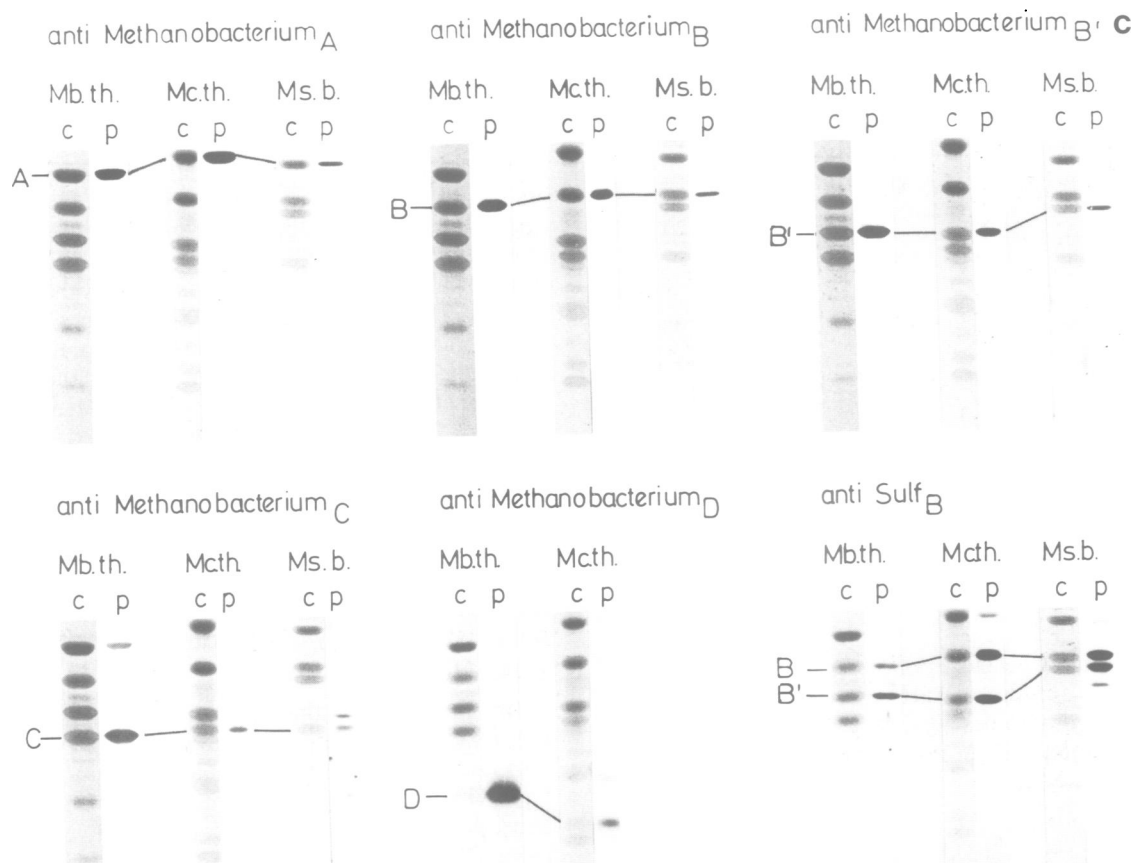 anti Methanobacterium A
Mb.th. Mc.th. Ms.b.
c p c p c p
A
anti Methanobacterium B
Mb.th. Mc.th. Ms.b.
c p c p c p
B
anti Methanobacterium B' C
Mb.th. Mc.th. Ms.b.
c p c p c p
B'
anti Methanobacterium C
Mb.th. Mc.th Ms.b.
c p c p c p
C
anti Methanobacterium D
Mb.th. Mc.th.
c p c p
D
anti Sulf B
Mb.th. Mc.th. Ms.b.
c p c p c p
B
B'